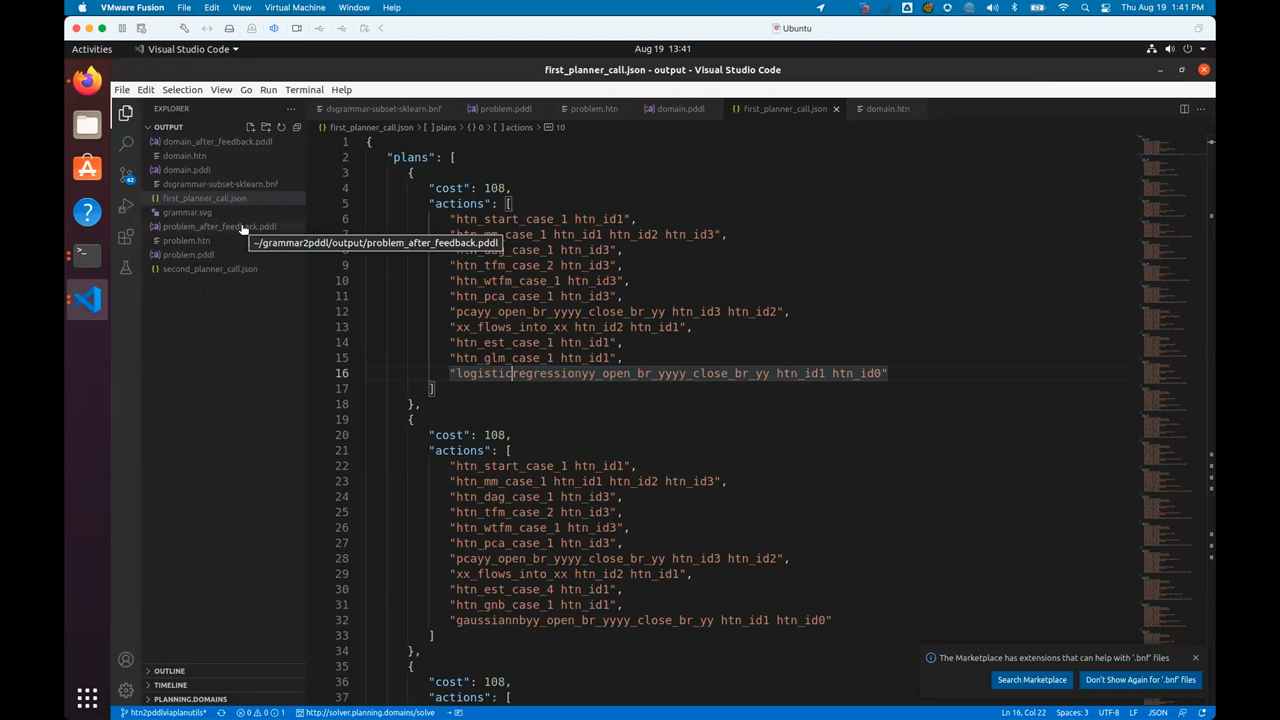 VMware Fusion File Edit View Virtual Machine Window Help Thu Aug 19 1:41 PM
Ubuntu
Activities Visual Studio Code Aug 19 13:41
first_planner_call.json - output - Visual Studio Code
File Edit Selection View Go Run Terminal Help
EXPLORER
dsgrammar-subset-sklearn.bnf problem.pddl problem.htn domain.pddl first_planner_call.json domain.htn
first_planner_call.json > [ ] plans > { } 0 > [ ] actions > 10
OUTPUT
domain_after_feedback.pddl
domain.htn
domain.pddl
dsgrammar-subset-sklearn.bnf
first_planner_call.json
grammar.svg
problem_after_feedback.pddl
problem.htn
problem.pddl
second_planner_call.json
62
~/grammar2pddl/output/problem_after_feedback.pddl
1 {
2 "plans": [
3 {
4 "cost": 108,
5 "actions": [
6 "htn_start_case_1 htn_id1",
htn_id1 htn_id2 htn_id3",
htn_id3",
9 "htn_tfm_case_2 htn_id3",
10 "htn_wtfm_case_1 htn_id3",
11 "htn_pca_case_1 htn_id3",
12 "pcayy_open_br_yyyy_close_br_yy htn_id3 htn_id2",
13 "xx_flows_into_xx htn_id2 htn_id1",
14 "htn_est_case_1 htn_id1",
15 "htn_glm_case_1 htn_id1",
16 "logisticregressionyy_open_br_yyyy_close_br_yy htn_id1 htn_id0"
17 ]
18 },
19 {
20 "cost": 108,
21 "actions": [
22 "htn_start_case_1 htn_id1",
23 "htn_mm_case_1 htn_id1 htn_id2 htn_id3",
24 "htn_dag_case_1 htn_id3",
25 "htn_tfm_case_2 htn_id3",
26 "htn_wtfm_case_1 htn_id3",
27 "htn_pca_case_1 htn_id3",
28 "pcayy_open_br_yyyy_close_br_yy htn_id3 htn_id2",
29 "xx_flows_into_xx htn_id2 htn_id1",
30 "htn_est_case_4 htn_id1",
31 "htn_gnb_case_1 htn_id1",
32 "gaussiannbyy_open_br_yyyy_close_br_yy htn_id1 htn_id0"
33 ]
34 },
35 {
36 "cost": 108,
37 "actions": [
The Marketplace has extensions that can help with '.bnf' files
Search Marketplace Don't Show Again for '.bnf' files
OUTLINE
TIMELINE
PLANNING.DOMAINS
htn2pddlviaplanutils* 0 0 1 http://solver.planning.domains/solve Ln 16, Col 22 Spaces: 3 UTF-8 LF JSON